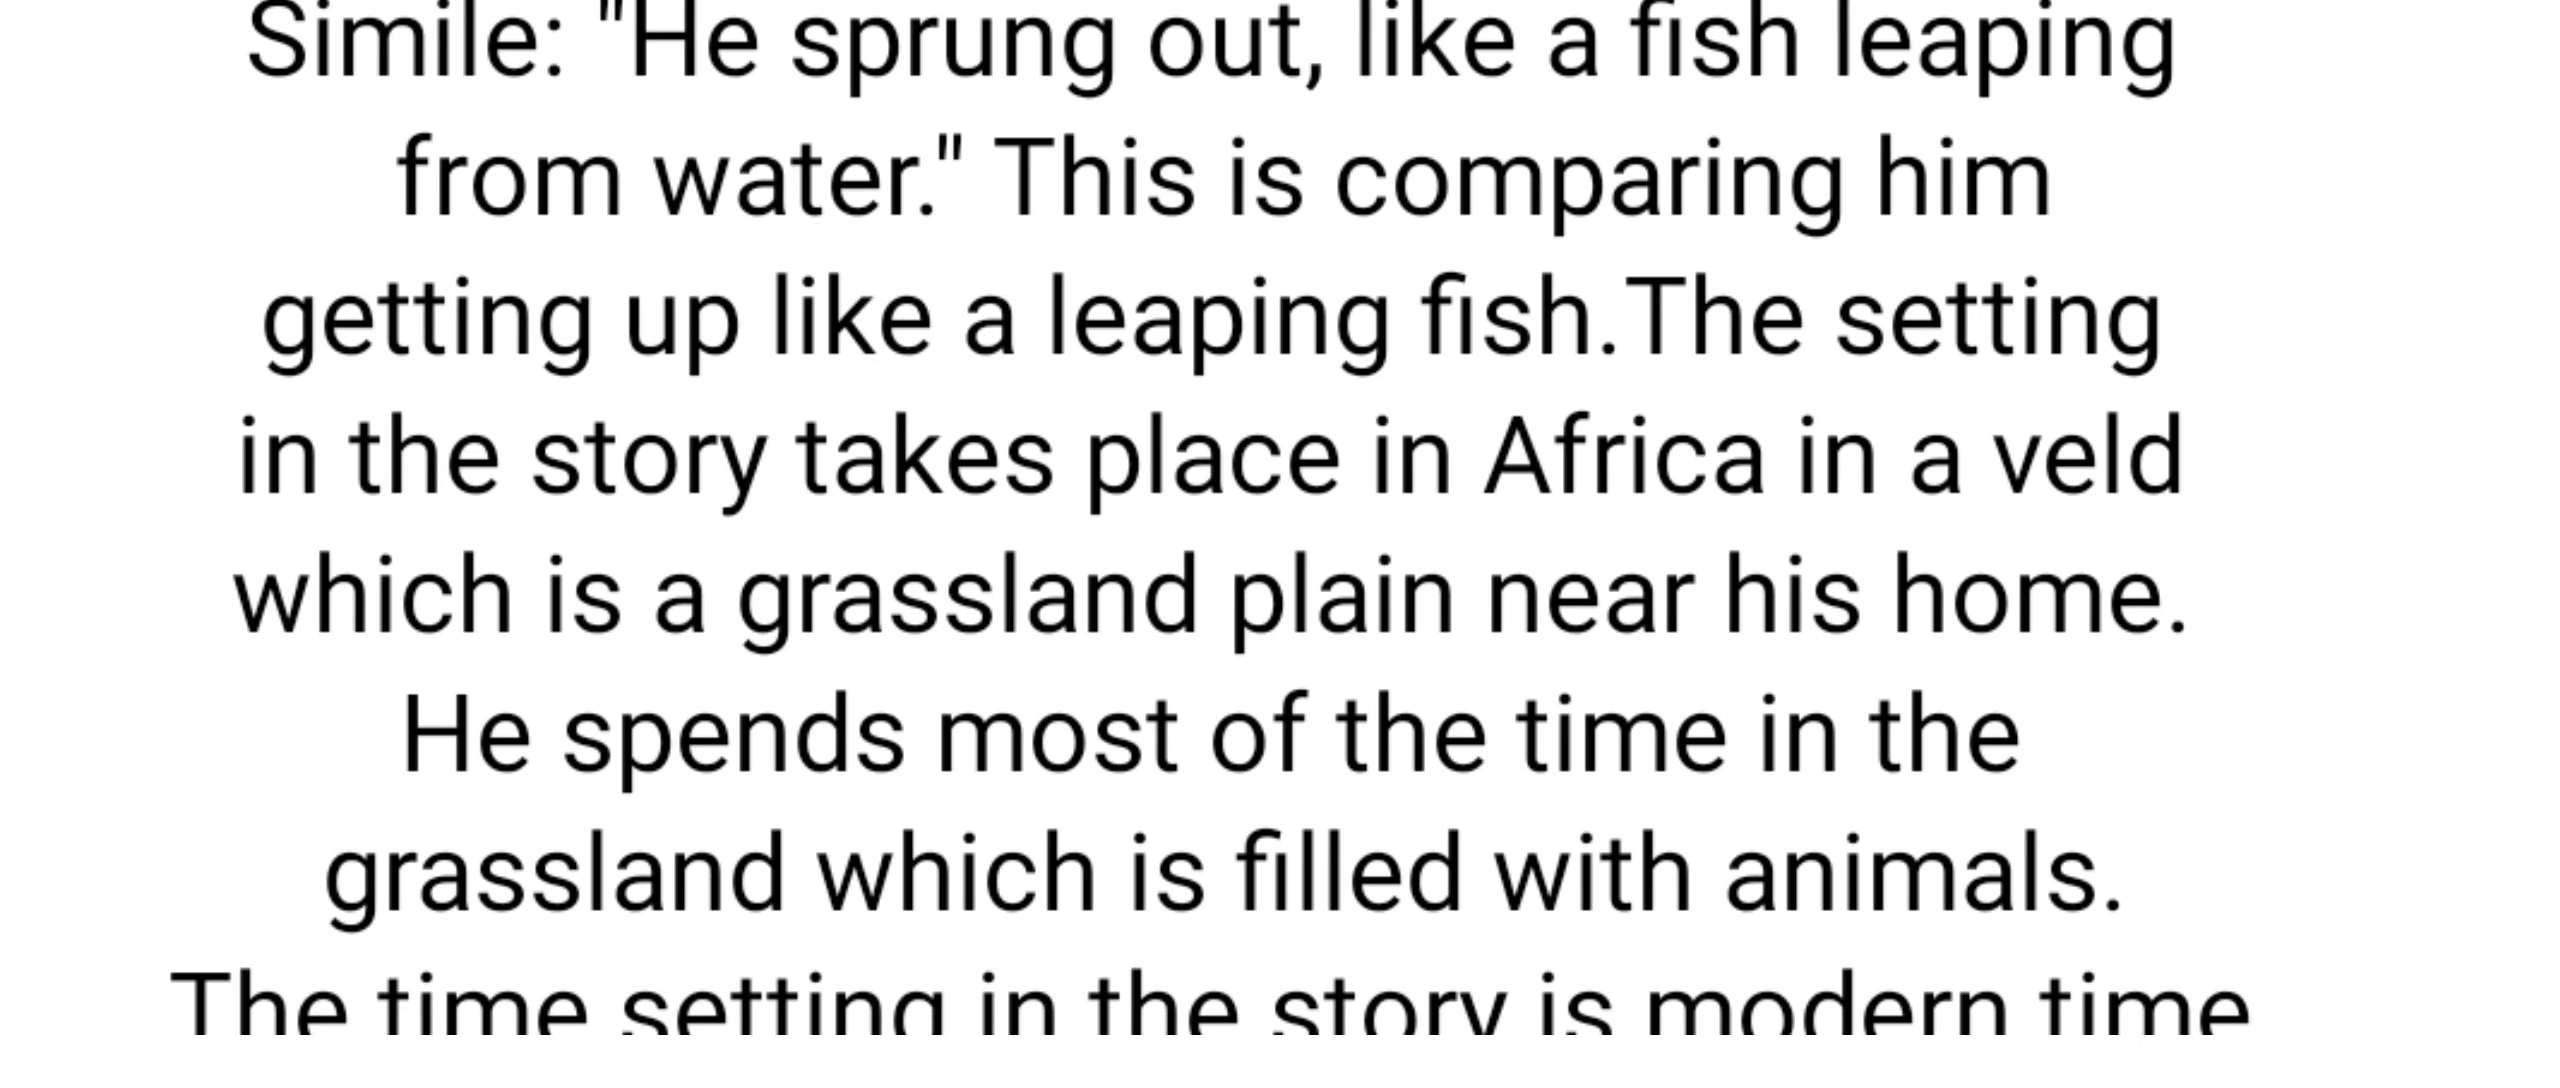 Simile: "He sprung out, like a fish leaping
from water." This is comparing him
getting up like a leaping fish.The setting
in the story takes place in Africa in a veld
which is a grassland plain near his home.
He spends most of the time in the
grassland which is filled with animals.
The time setting in the story is modern time